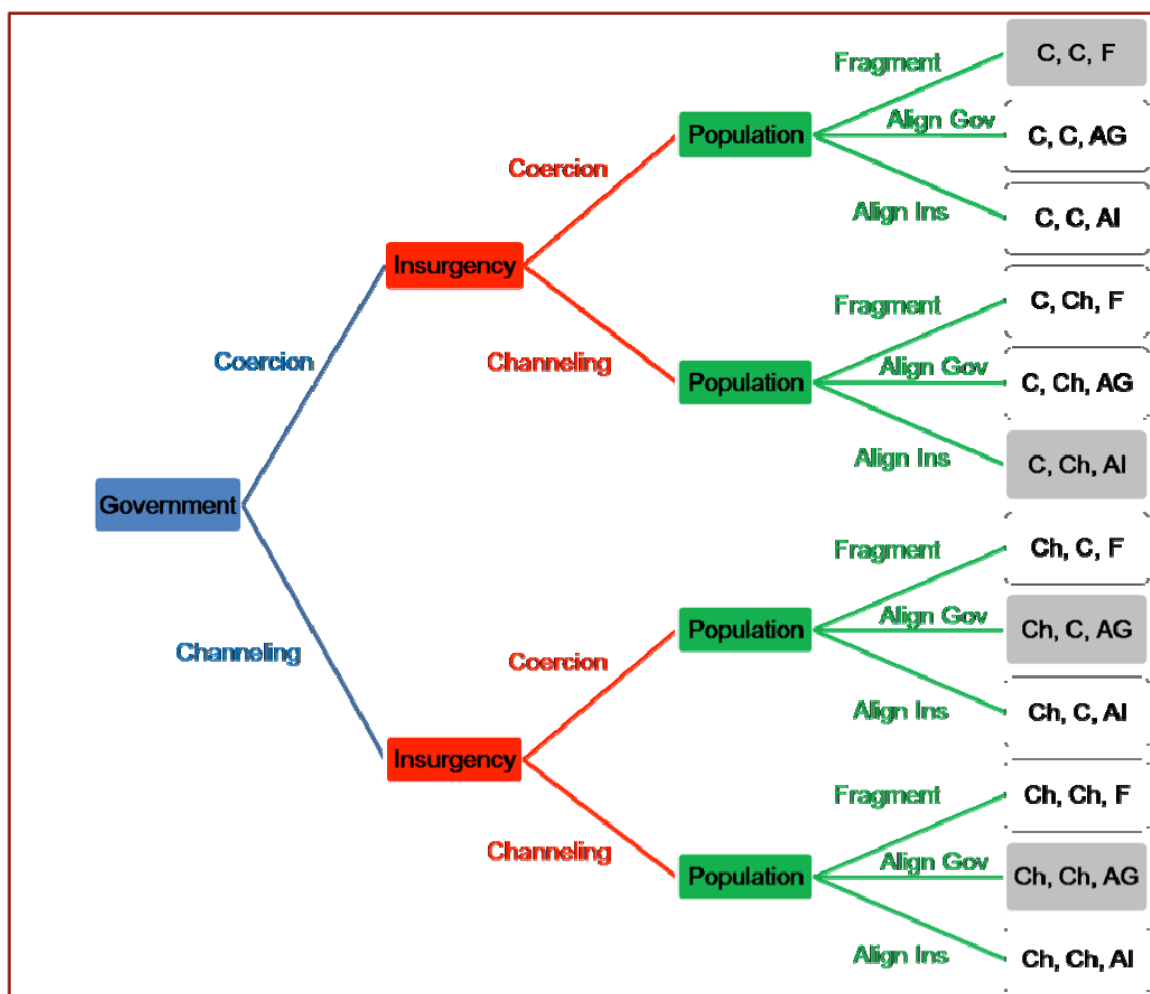 Fragment
C, C, F
Population
Align Gov
C, C, AG
Coercion
Align Ins
C, C, AI
Insurgency
Fragment
C, Ch, F
Coercion
Channeling
Population
Align Gov
C, Ch, AG
Align Ins
C, Ch, AI
Government
Fragment
Ch, C, F
Channeling
Coercion
Population
Align Gov
Ch, C, AG
Align Ins
Ch, C, AI
Insurgency
Fragment
Ch, Ch, F
Channeling
Population
Align Gov
Ch, Ch, AG
Align Ins
Ch, Ch, AI